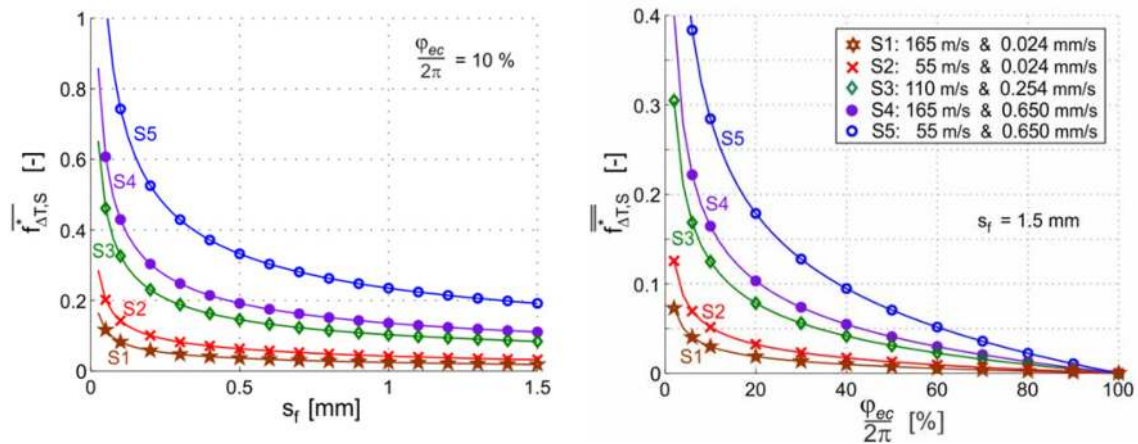 1
0.8
0.6
0.4
0.2
0
0 0.5 1 1.5
s_f [mm]
f*ΔT,S [-]
φec/2π = 10 %
S5
S4
S3
S2
S1
0.4
0.3
0.2
0.1
0
0 20 40 60 80 100
φec/2π [%]
f*ΔT,S [-]
S1: 165 m/s & 0.024 mm/s
S2: 55 m/s & 0.024 mm/s
S3: 110 m/s & 0.254 mm/s
S4: 165 m/s & 0.650 mm/s
S5: 55 m/s & 0.650 mm/s
s_f = 1.5 mm
S5
S4
S3
S2
S1